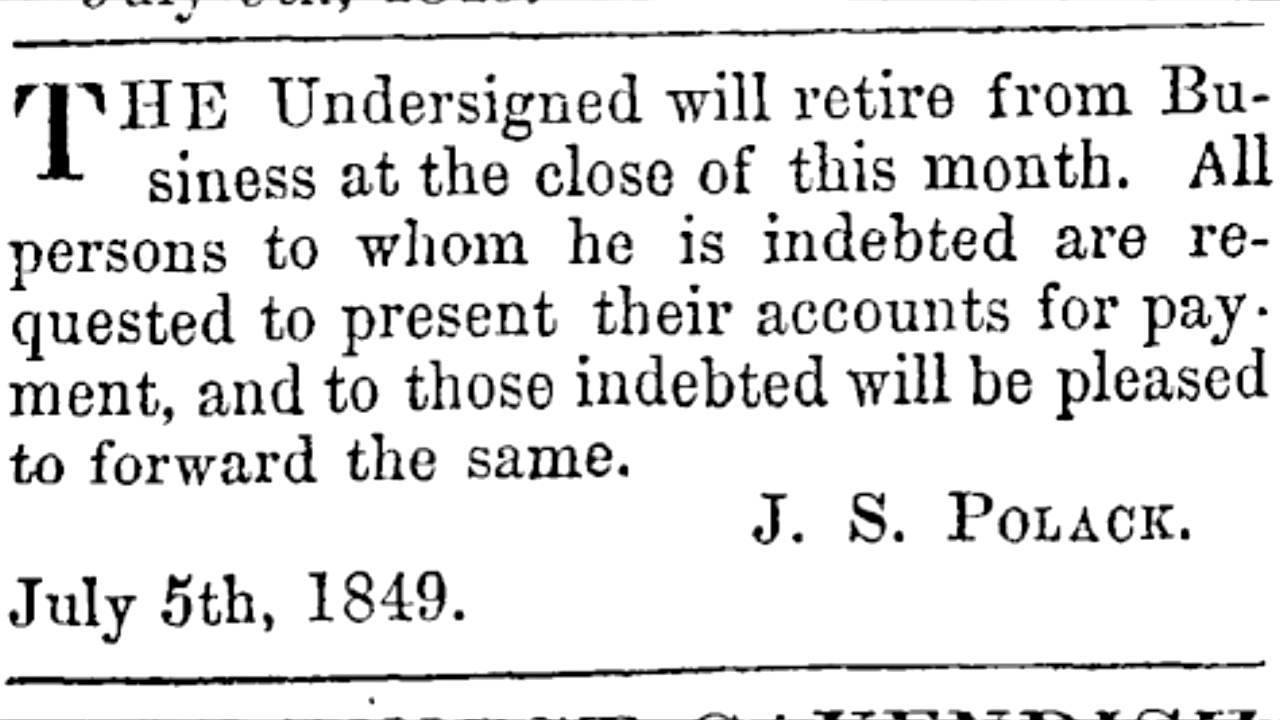 THE Undersigned will retire from Bu-
siness at the close of this month. All
persons to whom he is indebted are re-
quested to present their accounts for pay-
ment, and to those indebted will be pleased
to forward the same.
J. S. POLACK.
July 5th, 1849.